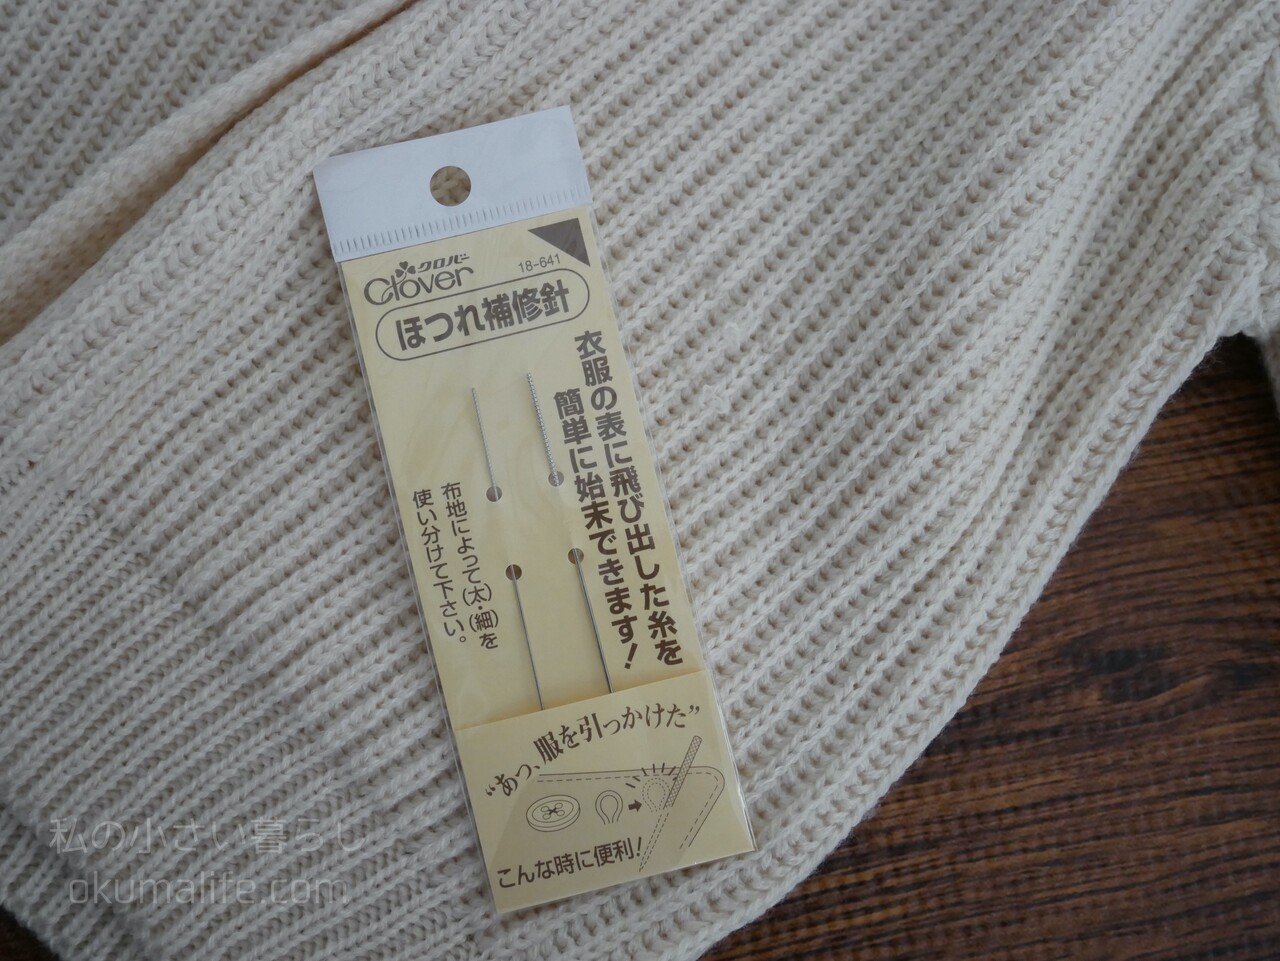 クロバー
Clover
18-641
ほつれ補修針
衣服の表に飛び出した糸を
簡単に始末できます！
布地によって(太)・(細)を
使い分けて下さい。
“あっ、服を引っかけた”
こんな時に便利！
私の小さい暮らし
okumalife.com